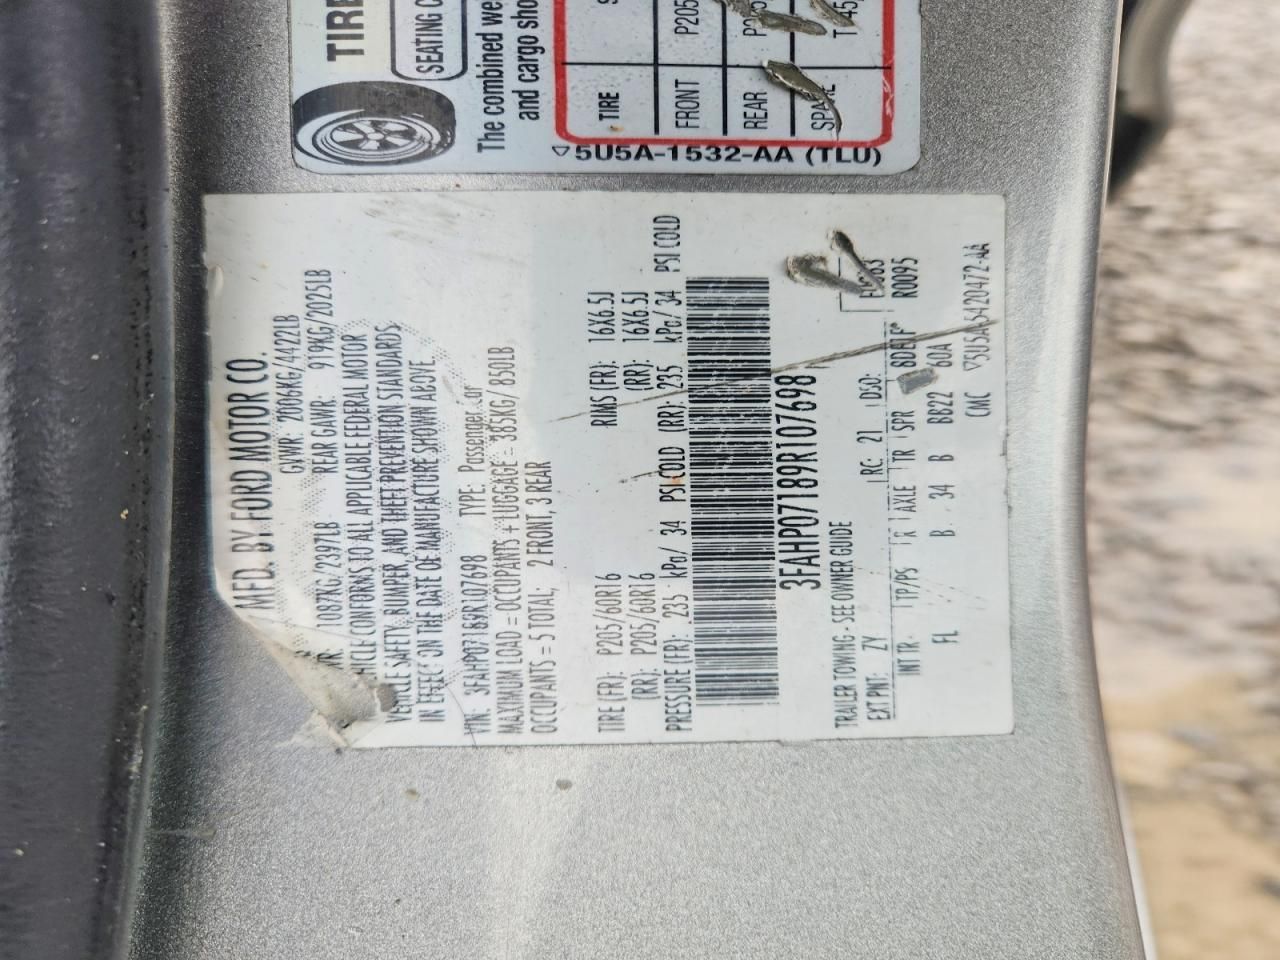 TIRE
SEATING C
The combined we
and cargo sho
TIRE S
FRONT P205
REAR
T45
5U5A-1532-AA (TLU)
MFD. BY FORD MOTOR CO.
GVWR: 2006KG/4422LB
1087KG/2397LB REAR GAWR: 919KG/2025LB
CONFORMS TO ALL APPLICABLE FEDERAL MOTOR
VEHICLE SAFETY, BUMPER, AND THEFT PREVENTION STANDARDS
IN EFFECT ON THE DATE OF MANUFACTURE SHOWN ABOVE.
VIN: 3FAHP07189R107698 TYPE: Passenger Car
MAXIMUM LOAD = OCCUPANTS + LUGGAGE = 385KG/850LB
OCCUPANTS = 5 TOTAL; 2 FRONT, 3 REAR
TIRE (FR): P205/60R16 RIMS (FR): 16X6.5J
(RR): P205/60R16 (RR): 16X6.5J
PRESSURE (FR): 235 kPa/ 34 PSI COLD (RR): 235 kPa/ 34 PSI COLD
3FAHP07189R107698
TRAILER TOWING - SEE OWNER GUIDE
EXT PNT: ZY RC: 21 DSO:
INT TR TP/PS R AXLE TR SPR
R0095
FL B 34 B BB22 60A
CMC